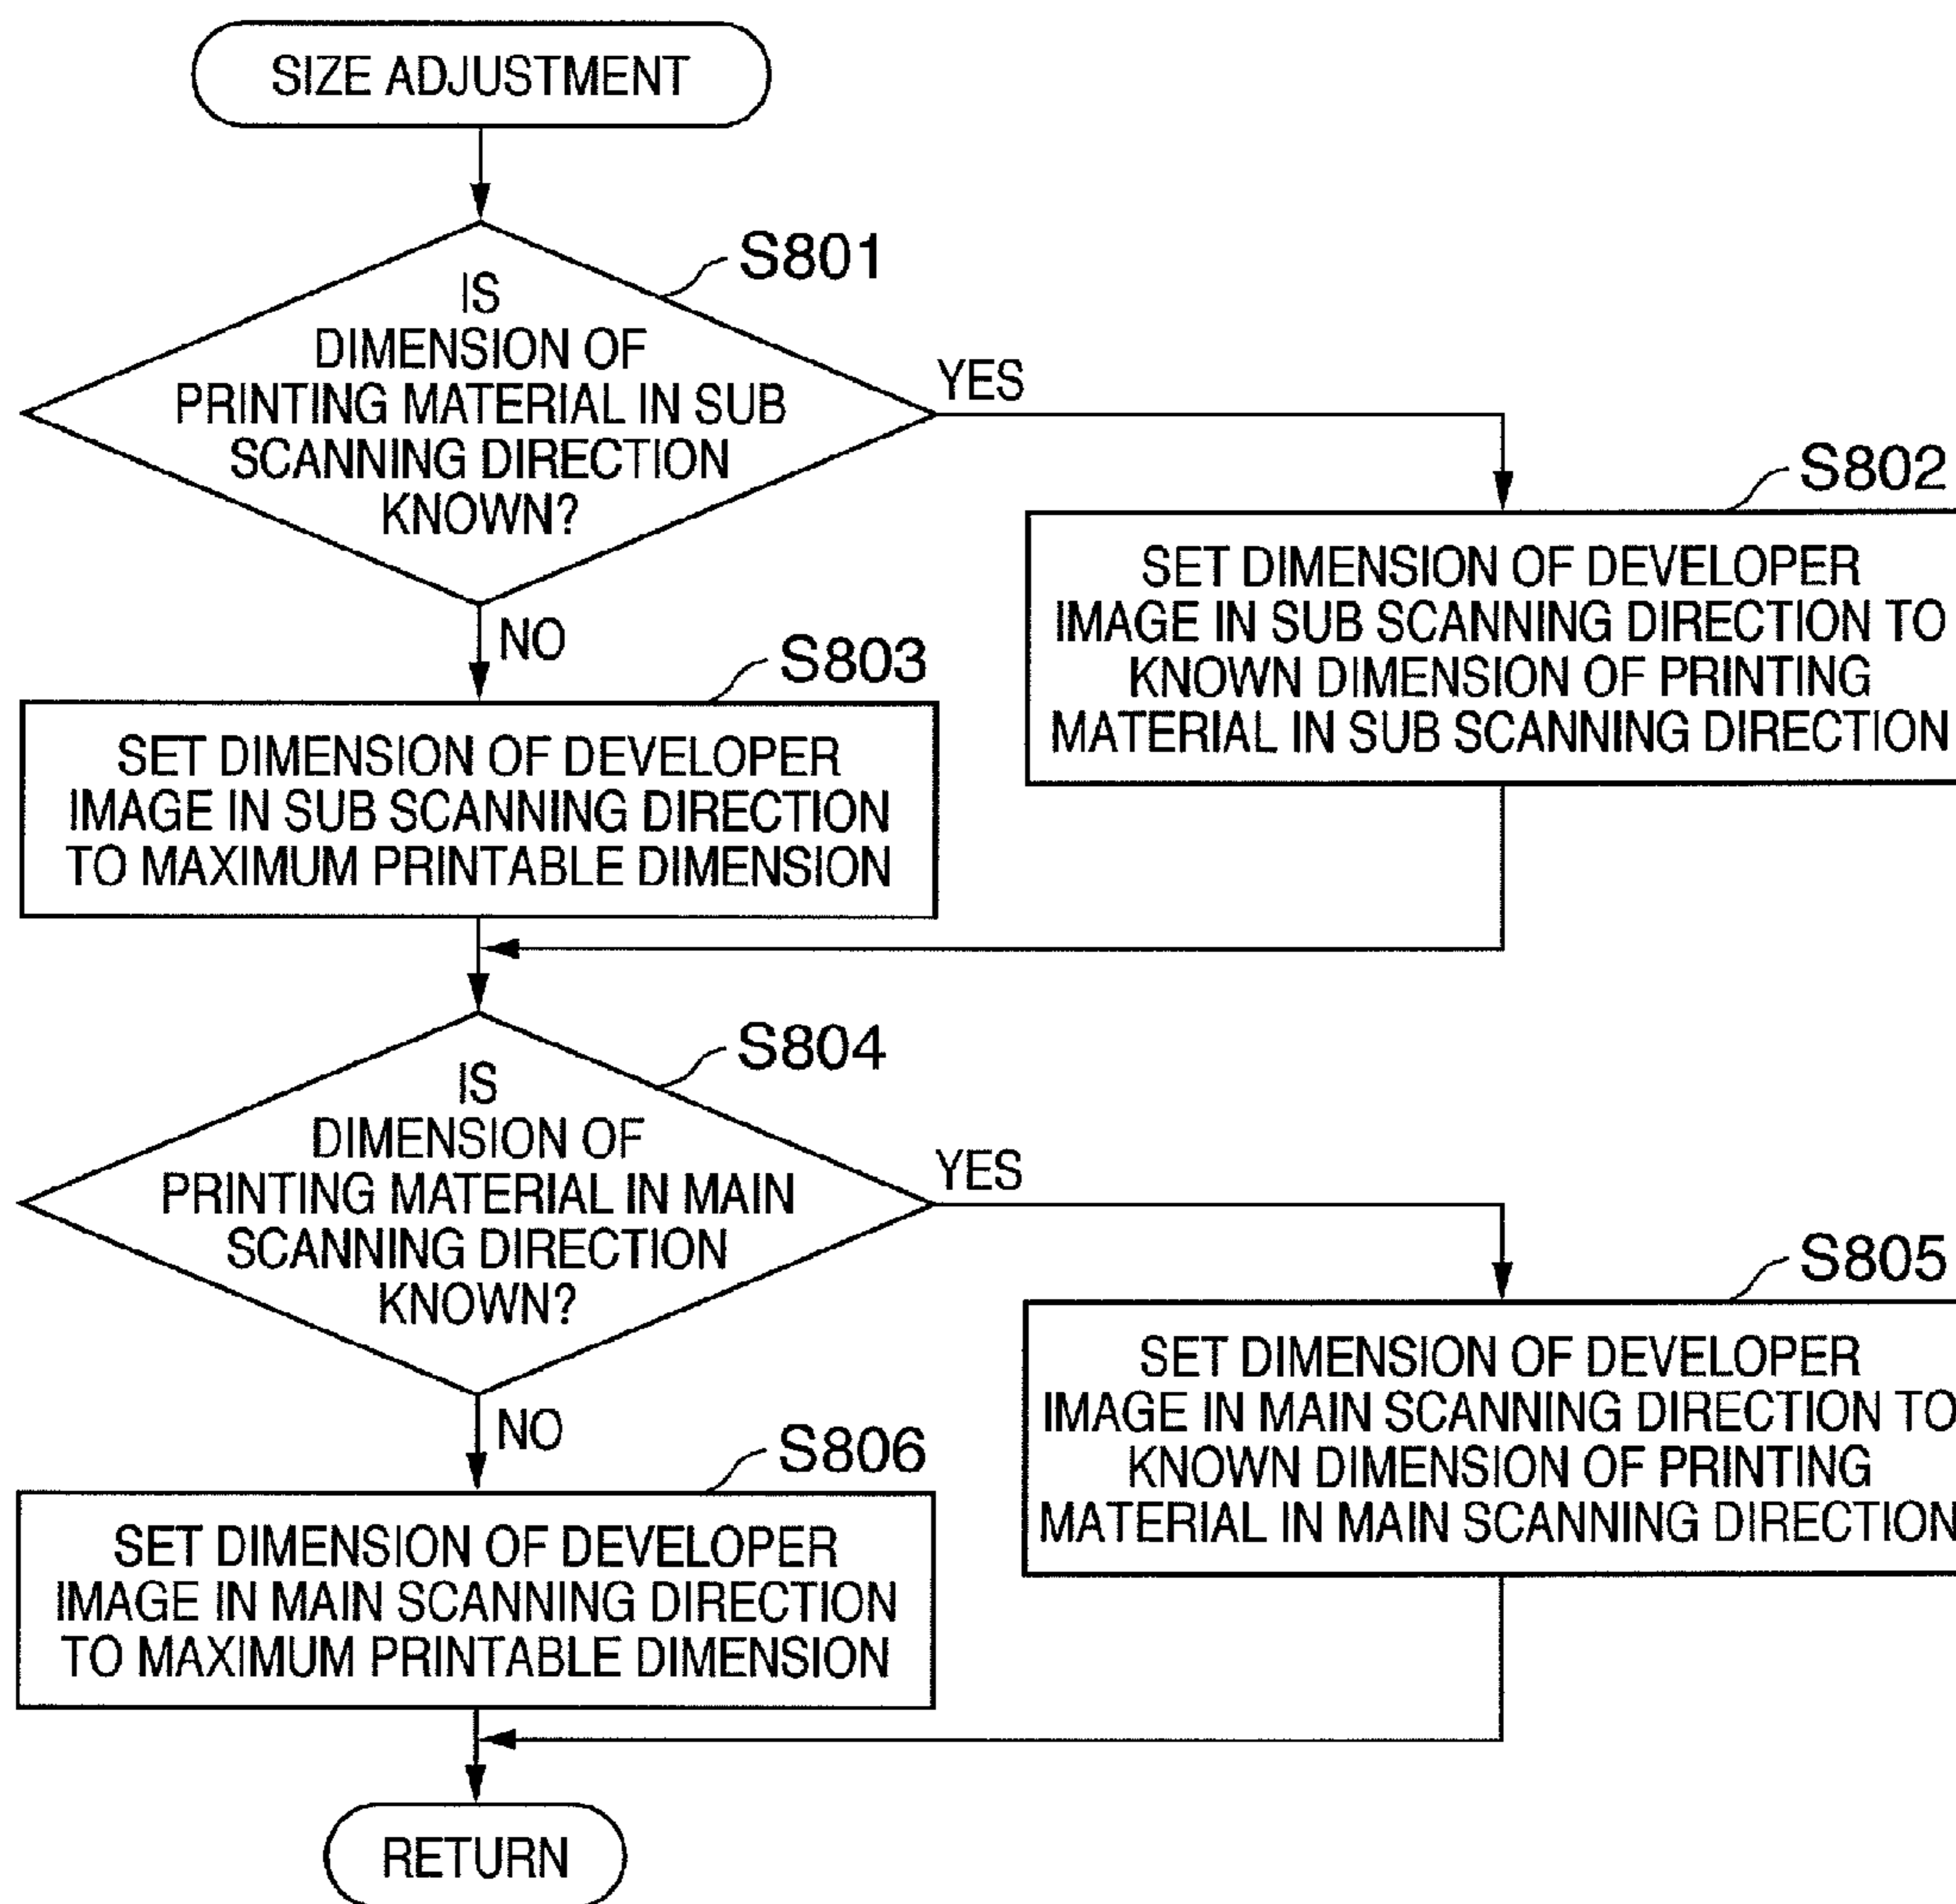 SIZE ADJUSTMENT
S801
IS
DIMENSION OF
PRINTING MATERIAL IN SUB
SCANNING DIRECTION
KNOWN?
YES
NO
S802
SET DIMENSION OF DEVELOPER
IMAGE IN SUB SCANNING DIRECTION TO
KNOWN DIMENSION OF PRINTING
MATERIAL IN SUB SCANNING DIRECTION
S803
SET DIMENSION OF DEVELOPER
IMAGE IN SUB SCANNING DIRECTION
TO MAXIMUM PRINTABLE DIMENSION
S804
IS
DIMENSION OF
PRINTING MATERIAL IN MAIN
SCANNING DIRECTION
KNOWN?
YES
NO
S805
SET DIMENSION OF DEVELOPER
IMAGE IN MAIN SCANNING DIRECTION TO
KNOWN DIMENSION OF PRINTING
MATERIAL IN MAIN SCANNING DIRECTION
S806
SET DIMENSION OF DEVELOPER
IMAGE IN MAIN SCANNING DIRECTION
TO MAXIMUM PRINTABLE DIMENSION
RETURN